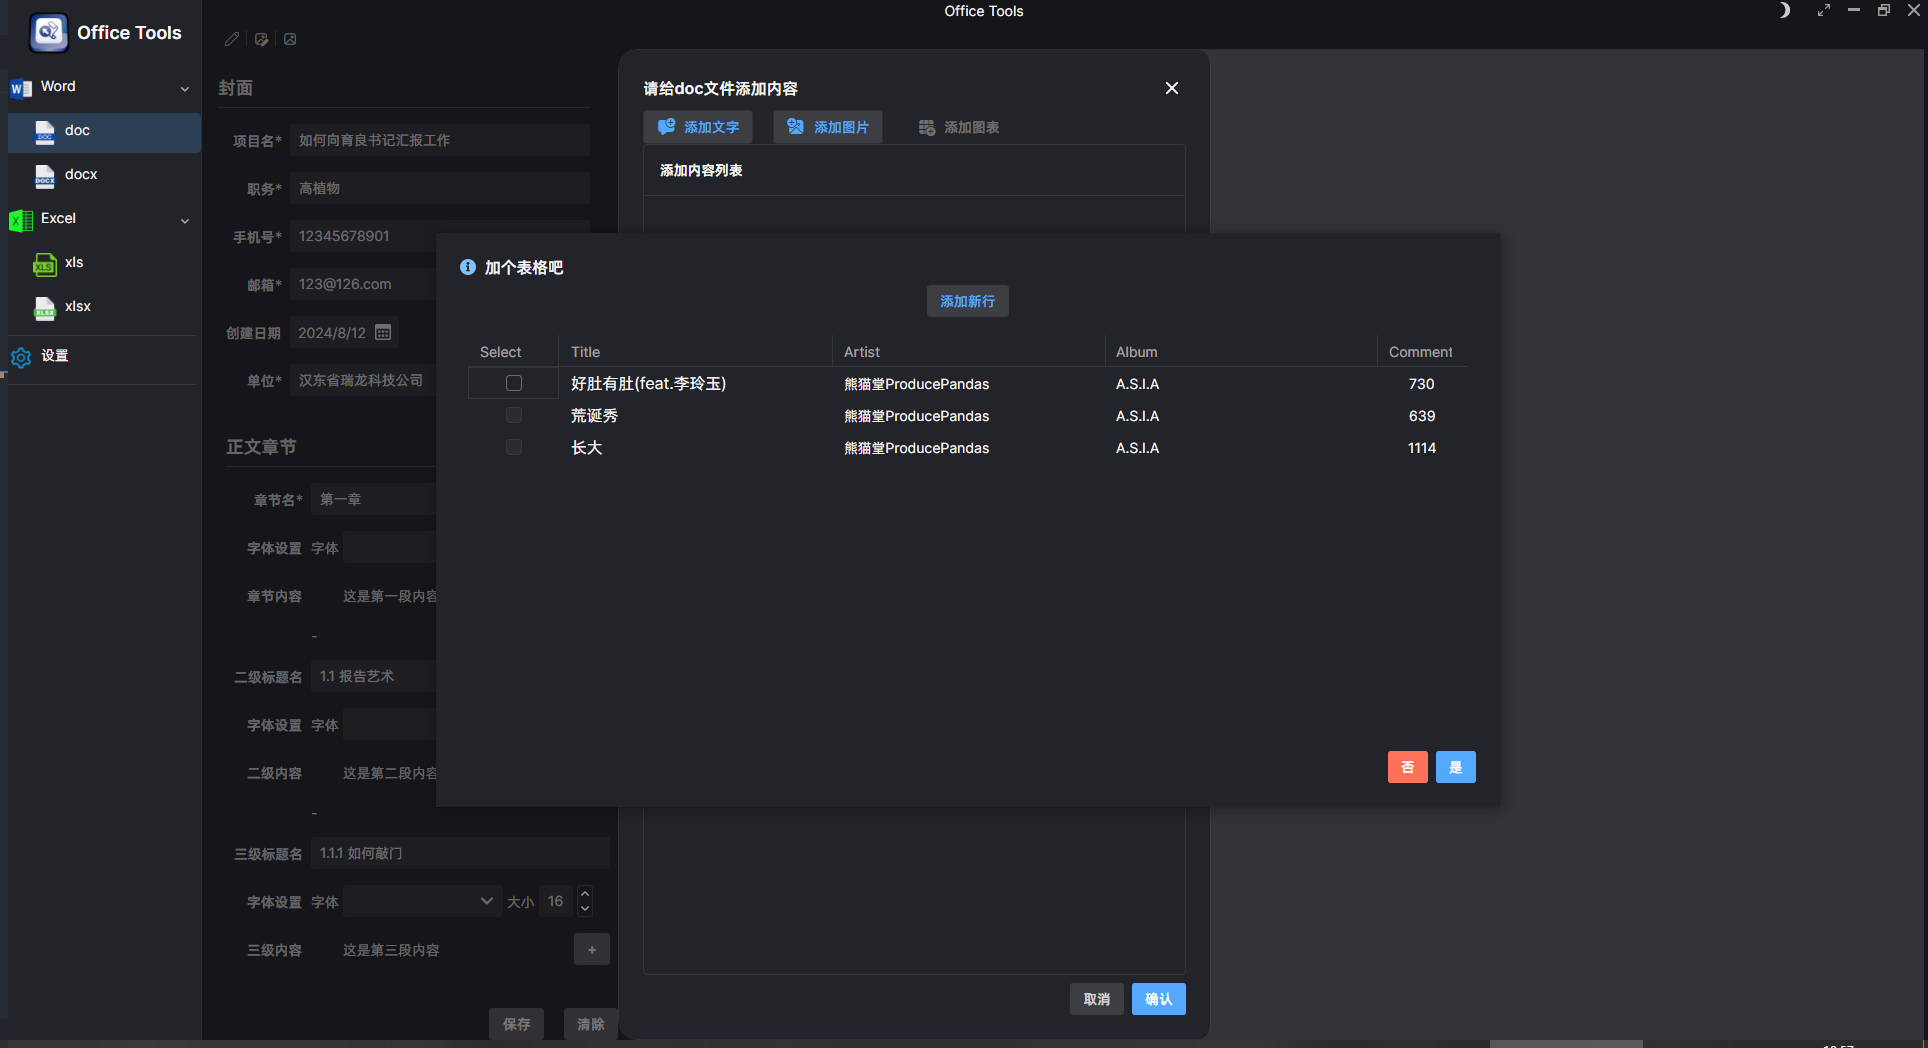 Office Tools
Office Tools
Word
doc
docx
Excel
xls
xlsx
设置
封面
项目名* 如何向育良书记汇报工作
职务* 高植物
手机号* 12345678901
邮箱* 123@126.com
创建日期 2024/8/12
单位* 汉东省瑞龙科技公司
正文章节
章节名* 第一章
字体设置 字体
章节内容 这是第一段内容
-
二级标题名 1.1 报告艺术
字体设置 字体
二级内容 这是第二段内容
-
三级标题名 1.1.1 如何敲门
字体设置 字体 大小 16
三级内容 这是第三段内容 +
保存 清除
请给doc文件添加内容
添加文字 添加图片 添加图表
添加内容列表
加个表格吧
添加新行
Select Title Artist Album Comment
好肚有肚(feat.李玲玉) 熊猫堂ProducePandas A.S.I.A 730
荒诞秀 熊猫堂ProducePandas A.S.I.A 639
长大 熊猫堂ProducePandas A.S.I.A 1114
否 是
取消 确认